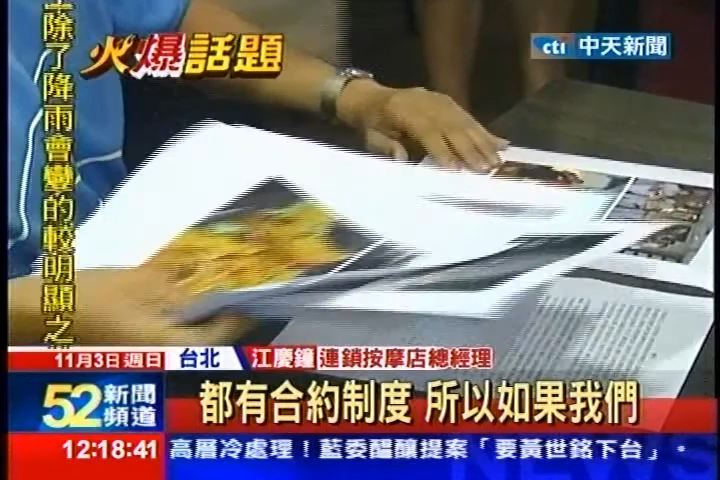 火爆話題
cti 中天新聞
除了降雨會變的較明顯之
11月3日週日 台北 江慶鐘 連鎖按摩店總經理
52 新聞頻道
都有合約制度 所以如果我們
12:18:41 高層冷處理！藍委醞釀提案「要黃世銘下台」。
NEWS